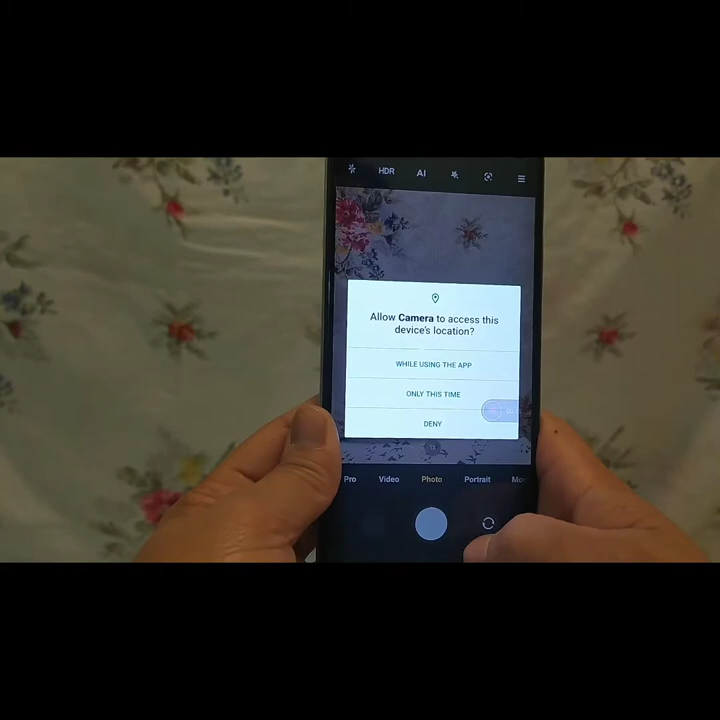 HDR AI
Allow Camera to access this
device's location?
WHILE USING THE APP
ONLY THIS TIME
DENY
Pro Video Photo Portrait